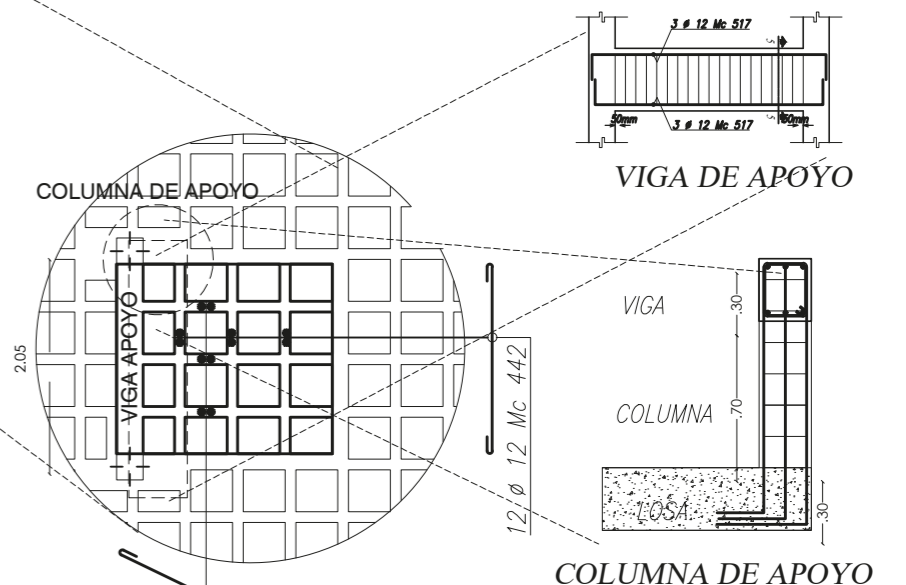 3 ø 12 Mc 517
3 ø 12 Mc 517
50mm
50mm
VIGA DE APOYO
COLUMNA DE APOYO
VIGA APOYO
2.05
12 ø 12 Mc 442
VIGA
.30
COLUMNA
.70
LOSA
.30
COLUMNA DE APOYO